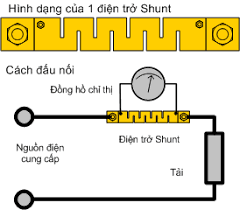 Hình dạng của 1 điện trở Shunt
Cách đấu nối
Đồng hồ chỉ thị
Điện trở Shunt
Nguồn điện
cung cấp
Tải